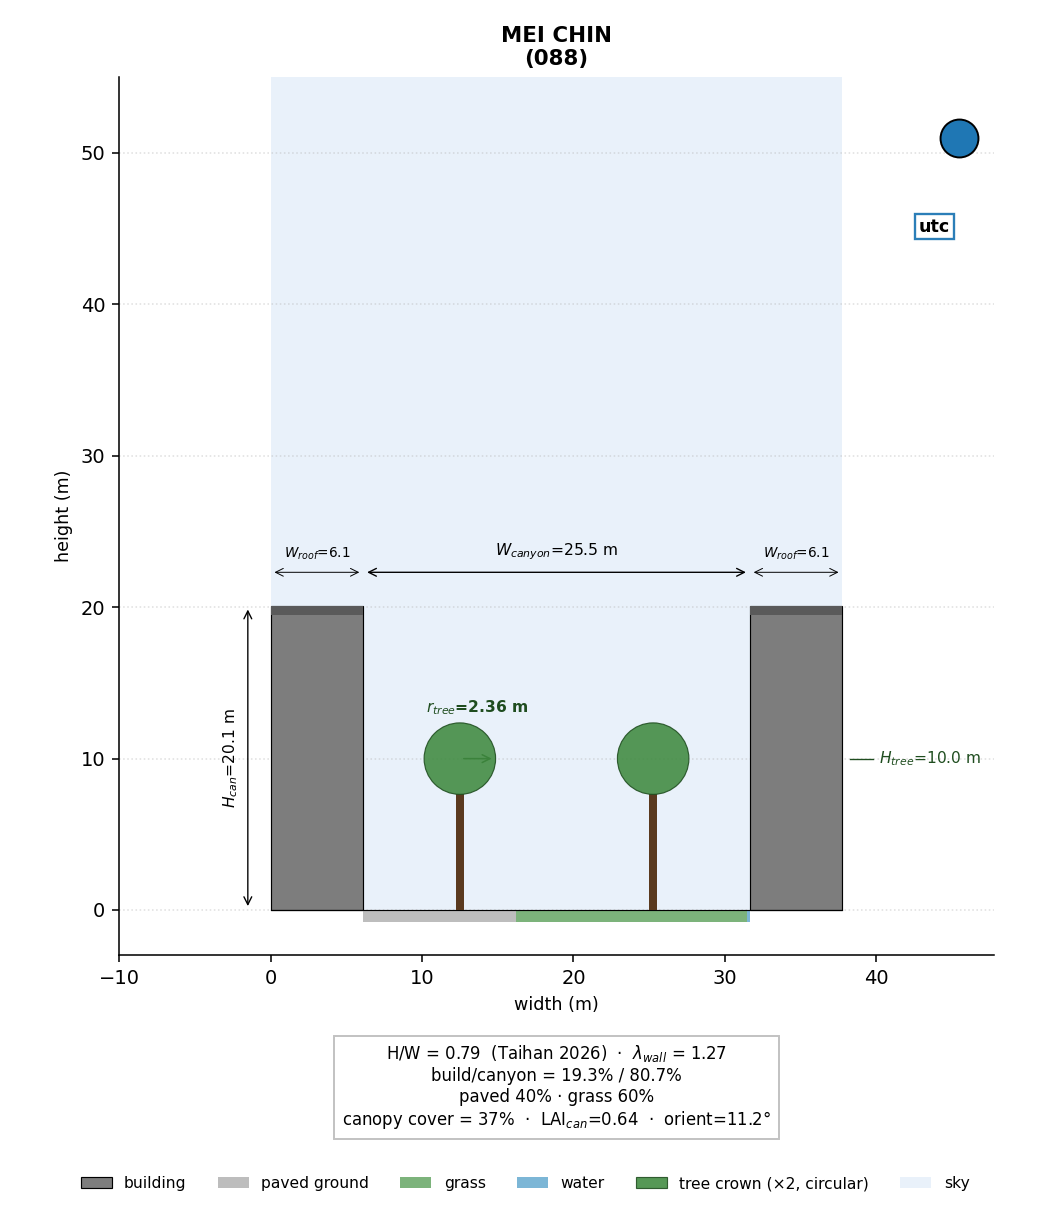 MEI CHIN
(088)
50
40
30
20
10
0
height (m)
utc
W_roof=6.1
W_canyon=25.5 m
W_roof=6.1
H_can=20.1 m
r_tree=2.36 m
H_tree=10.0 m
−10 0 10 20 30 40
width (m)
H/W = 0.79 (Taihan 2026) · λ_wall = 1.27
build/canyon = 19.3% / 80.7%
paved 40% · grass 60%
canopy cover = 37% · LAI_can=0.64 · orient=11.2°
building paved ground grass water tree crown (×2, circular) sky